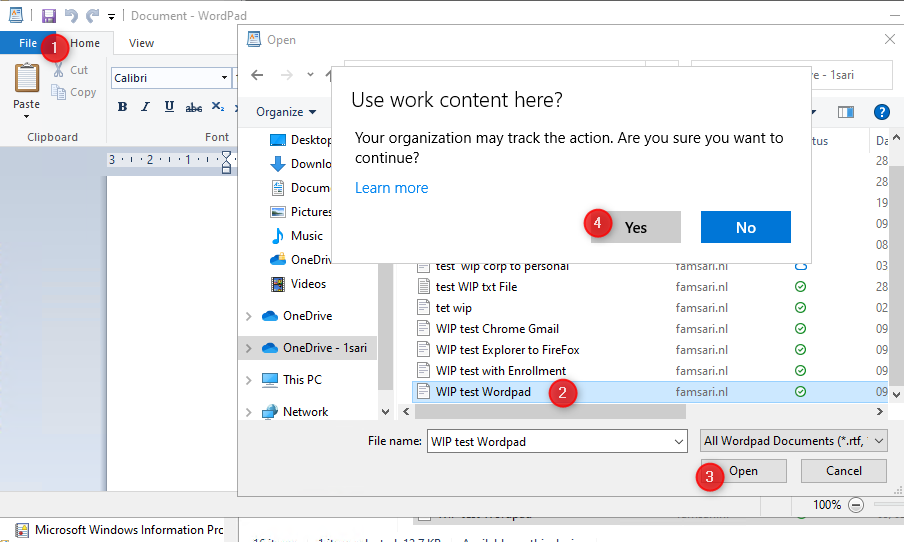 Document - WordPad
File
1
Home
View
Paste
Cut
Copy
Clipboard
Calibri
B I U abc X₂
Font
3 · · · 2 · · · 1 · · ·
Open
- 1sari
Organize
Use work content here?
Your organization may track the action. Are you sure you want to
continue?
Learn more
4
Yes
No
Desktop
Documents
Pictures
Music
OneDrive
Videos
OneDrive
OneDrive - 1sari
This PC
Network
28
28
19
09
08
test wip corp to personal famsari.nl 03
test WIP txt File famsari.nl 28
tet wip famsari.nl 02
WIP test Chrome Gmail famsari.nl 09
WIP test Explorer to FireFox famsari.nl 09
WIP test with Enrollment famsari.nl 09
WIP test Wordpad 2 famsari.nl 09
File name: WIP test Wordpad All Wordpad Documents (*.rtf,
3
Open
Cancel
100%
Microsoft Windows Information Pro